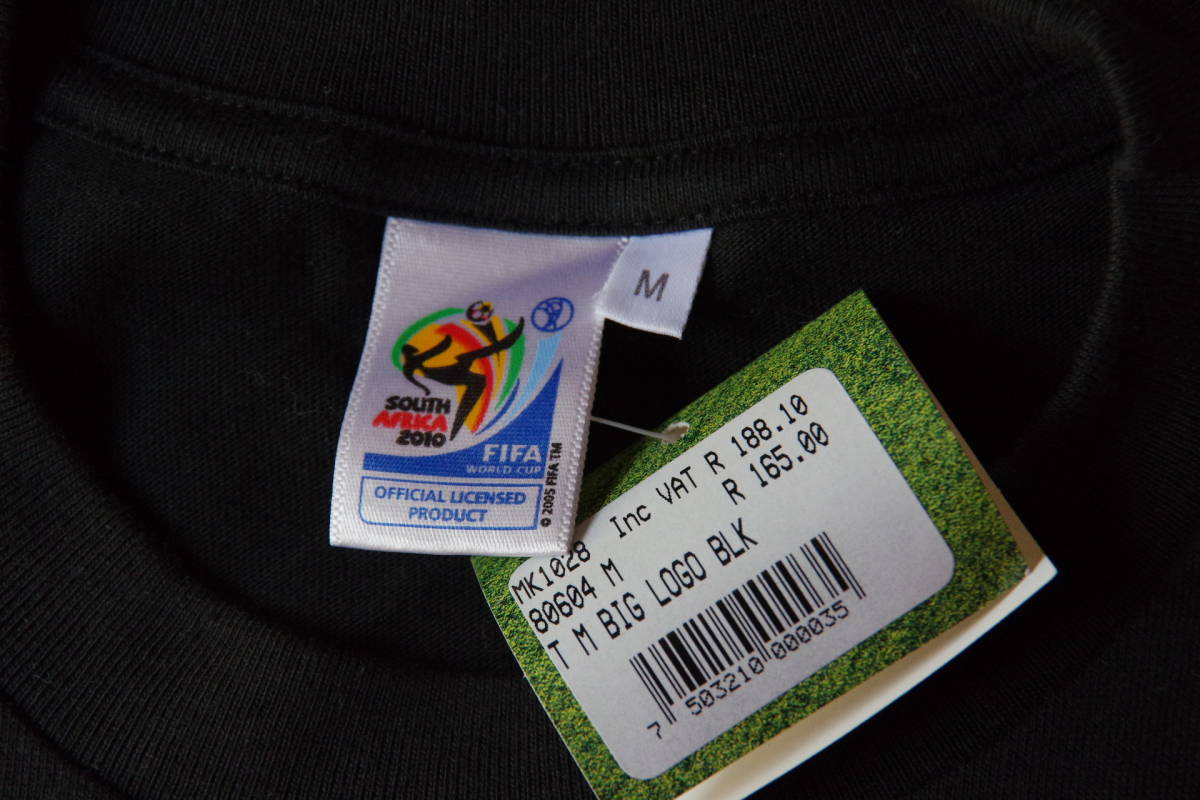 M
SOUTH
AFRICA
2010
FIFA
WORLD CUP
© 2005 FIFA TM
OFFICIAL LICENSED
PRODUCT
MK1028 Inc VAT R 188.10
80604 M R 165.00
T M BIG LOGO BLK
7 503210 000035